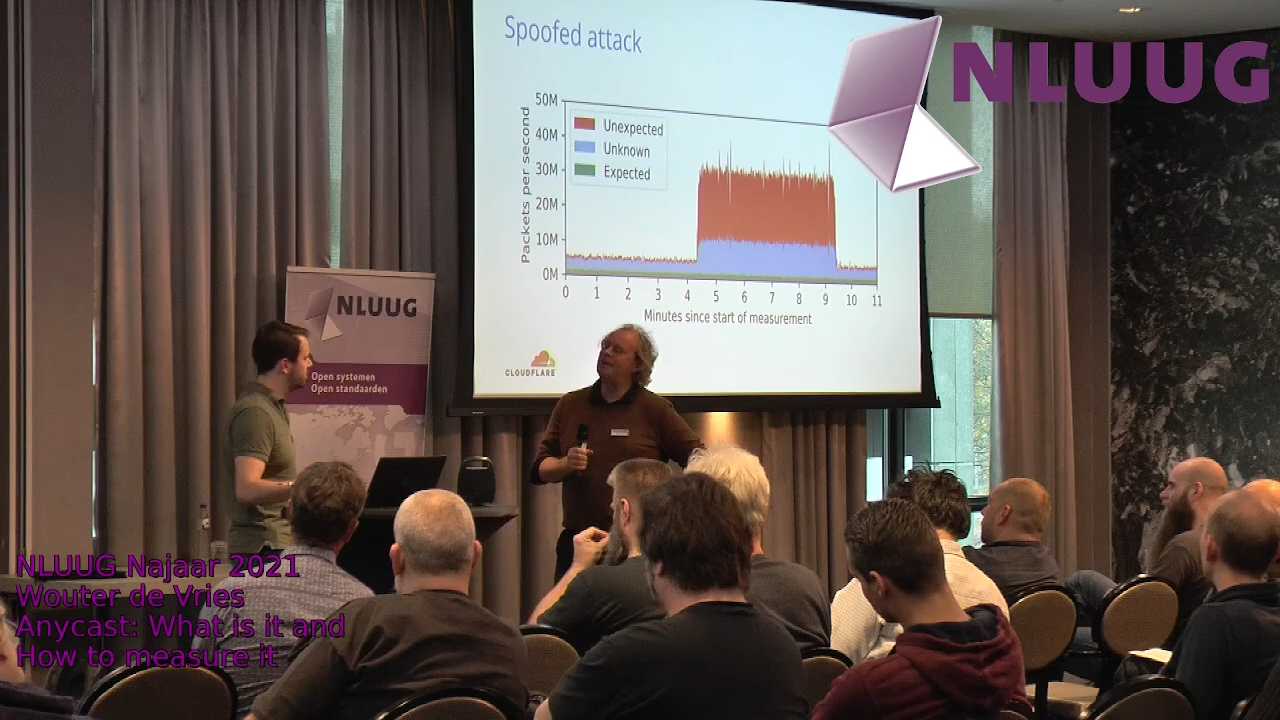 Spoofed attack
NLUUG
50M
40M
30M
20M
10M
0M
Packets per second
Unexpected
Unknown
Expected
0 1 2 3 4 5 6 7 8 9 10 11
Minutes since start of measurement
CLOUDFLARE
NLUUG
Open systemen
Open standaarden
NLUUG Najaar 2021
Wouter de Vries
Anycast: What is it and
How to measure it